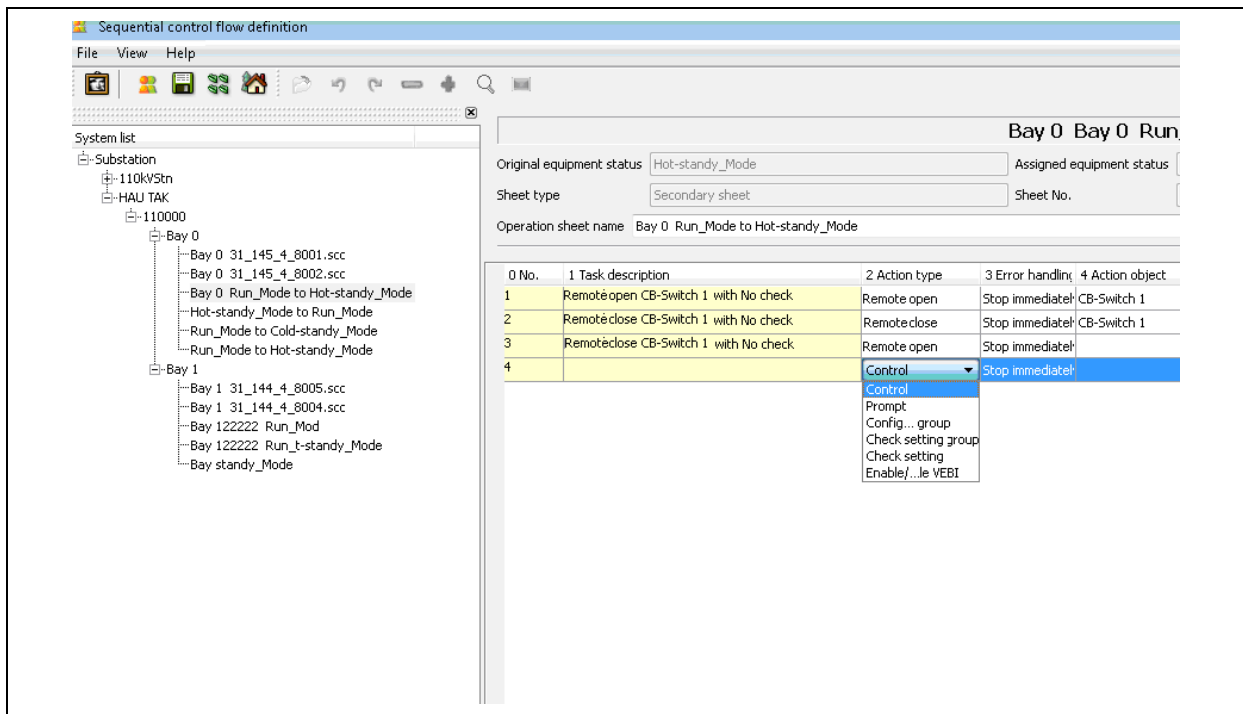 Sequential control flow definition
File View Help
System list
Substation
110kVStn
HAU TAK
110000
Bay 0
Bay 0 31_145_4_8001.scc
Bay 0 31_145_4_8002.scc
Bay 0 Run_Mode to Hot-standy_Mode
Hot-standy_Mode to Run_Mode
Run_Mode to Cold-standy_Mode
Run_Mode to Hot-standy_Mode
Bay 1
Bay 1 31_144_4_8005.scc
Bay 1 31_144_4_8004.scc
Bay 122222 Run_Mod
Bay 122222 Run_t-standy_Mode
Bay standy_Mode
Bay 0 Bay 0 Run_
Original equipment status Hot-standy_Mode Assigned equipment status
Sheet type Secondary sheet Sheet No.
Operation sheet name Bay 0 Run_Mode to Hot-standy_Mode
0 No. 1 Task description 2 Action type 3 Error handling 4 Action object
1 Remote open CB-Switch 1 with No check Remote open Stop immediatel CB-Switch 1
2 Remote close CB-Switch 1 with No check Remote close Stop immediatel CB-Switch 1
3 Remote close CB-Switch 1 with No check Remote open Stop immediatel
4 Control Stop immediatel
Control
Prompt
Config... group
Check setting group
Check setting
Enable/...le VEBI